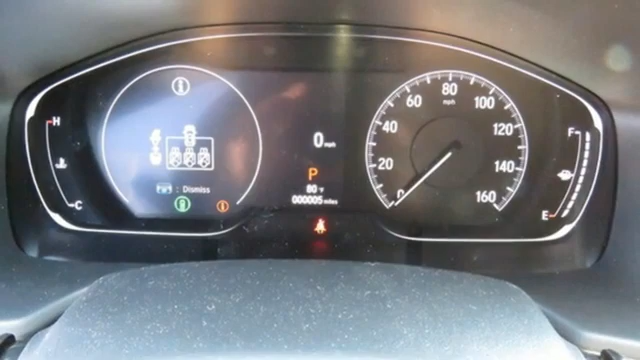 i
H
C
: Dismiss
i
0 mph
P
80 °F
000005 miles
0
20
40
60
80
100
120
140
160
mph
F
E